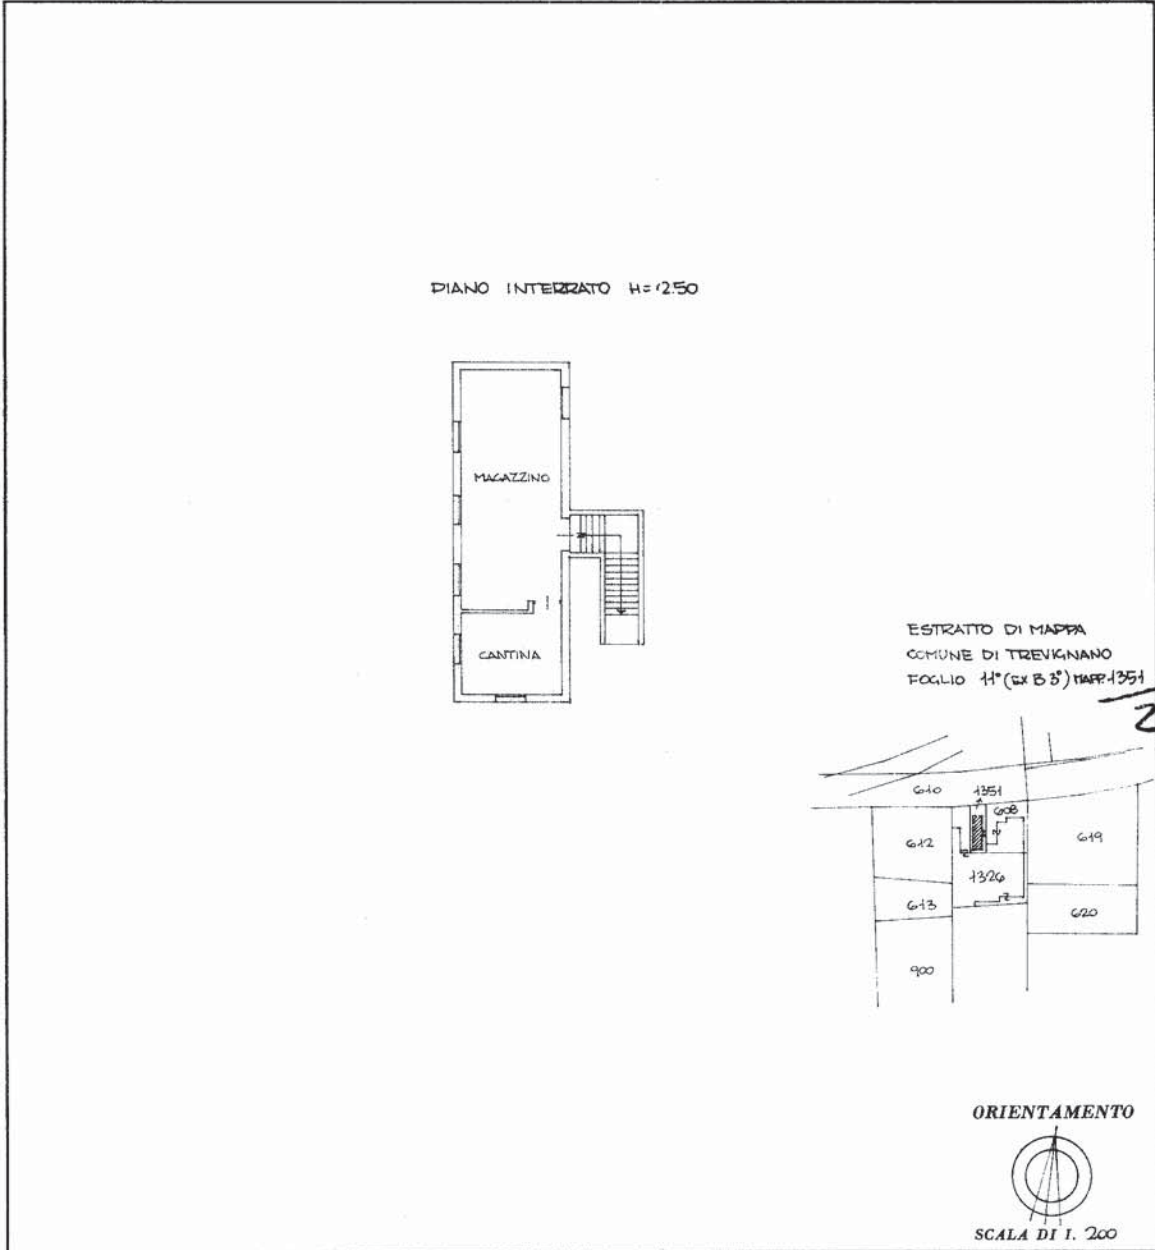 PIANO INTERRATO H=2.50
MAGAZZINO
CANTINA
ESTRATTO DI MAPPA
COMUNE DI TREVIGNANO
FOGLIO 11° (EX B 3°) MAPP. 1351
2
610 1351
608
612
619
1326
613
620
900
ORIENTAMENTO
SCALA DI 1. 200